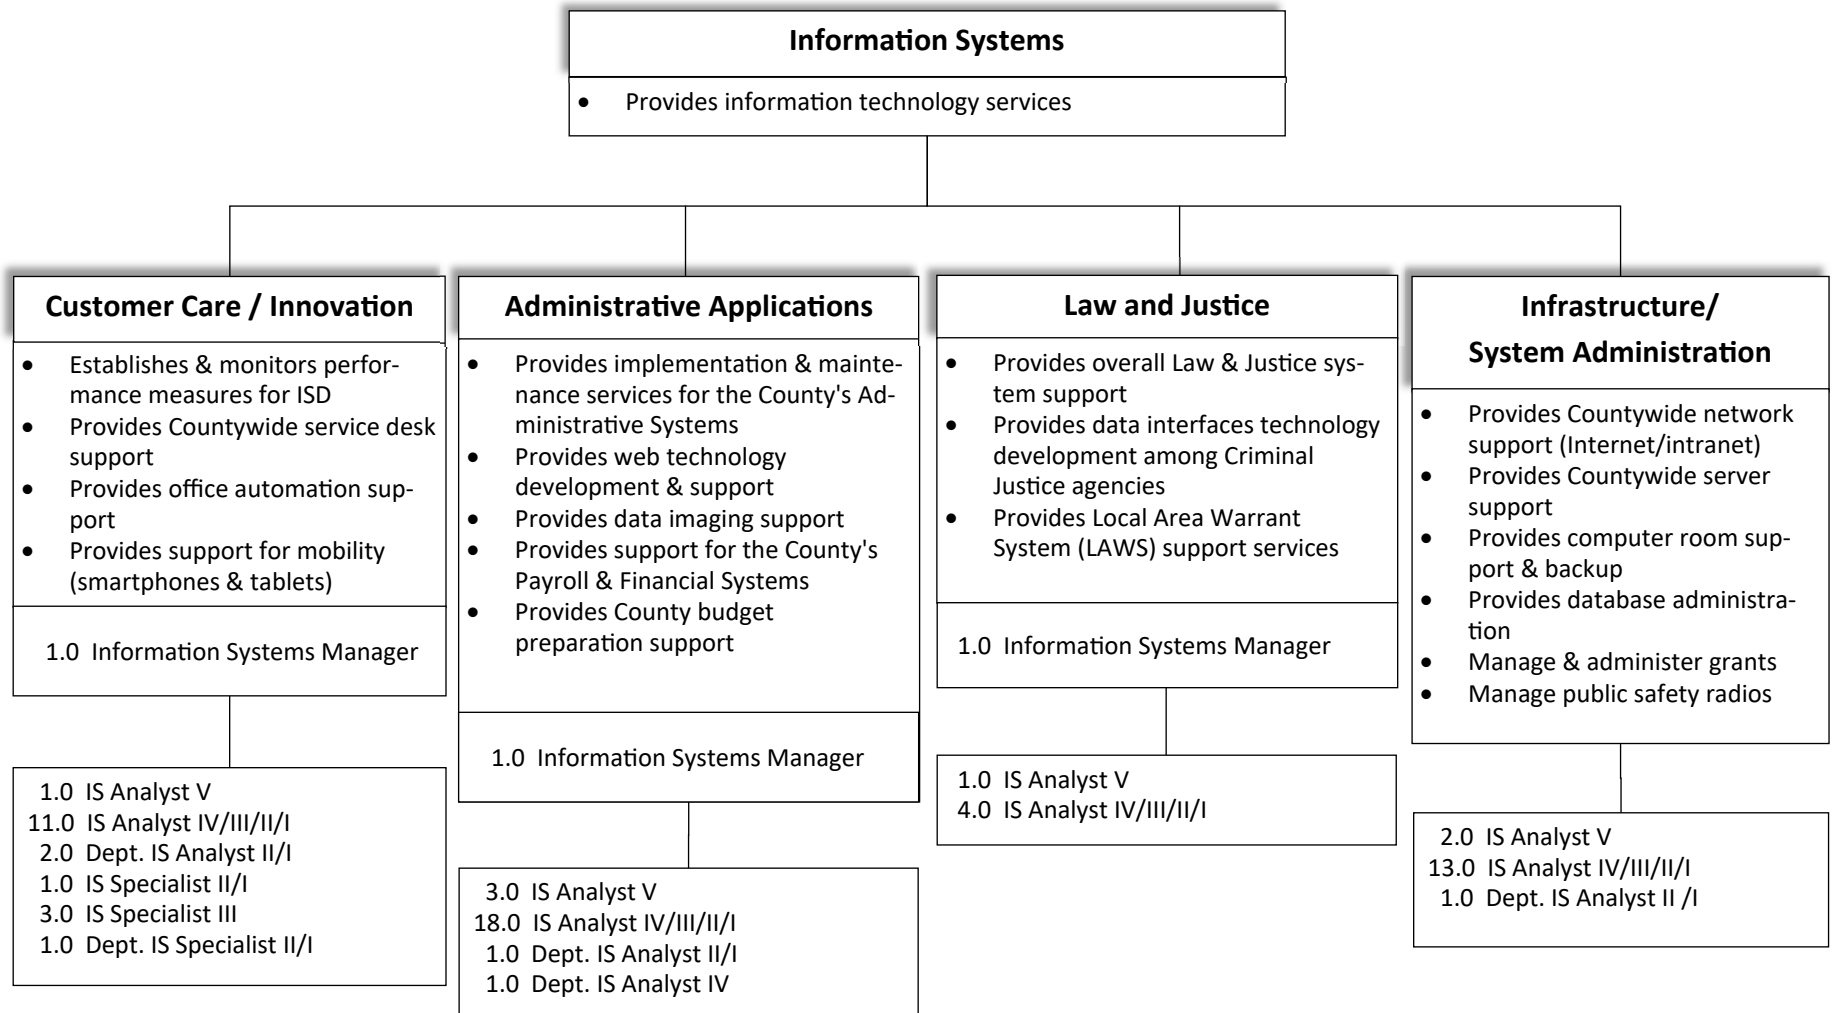 Information Systems
• Provides information technology services
Customer Care / Innovation
• Establishes & monitors perfor-
mance measures for ISD
• Provides Countywide service desk
support
• Provides office automation sup-
port
• Provides support for mobility
(smartphones & tablets)
1.0 Information Systems Manager
1.0 IS Analyst V
11.0 IS Analyst IV/III/II/I
2.0 Dept. IS Analyst II/I
1.0 IS Specialist II/I
3.0 IS Specialist III
1.0 Dept. IS Specialist II/I
Administrative Applications
• Provides implementation & mainte-
nance services for the County's Ad-
ministrative Systems
• Provides web technology
development & support
• Provides data imaging support
• Provides support for the County's
Payroll & Financial Systems
• Provides County budget
preparation support
1.0 Information Systems Manager
3.0 IS Analyst V
18.0 IS Analyst IV/III/II/I
1.0 Dept. IS Analyst II/I
1.0 Dept. IS Analyst IV
Law and Justice
• Provides overall Law & Justice sys-
tem support
• Provides data interfaces technology
development among Criminal
Justice agencies
• Provides Local Area Warrant
System (LAWS) support services
1.0 Information Systems Manager
1.0 IS Analyst V
4.0 IS Analyst IV/III/II/I
Infrastructure/
System Administration
• Provides Countywide network
support (Internet/intranet)
• Provides Countywide server
support
• Provides computer room sup-
port & backup
• Provides database administra-
tion
• Manage & administer grants
• Manage public safety radios
2.0 IS Analyst V
13.0 IS Analyst IV/III/II/I
1.0 Dept. IS Analyst II /I